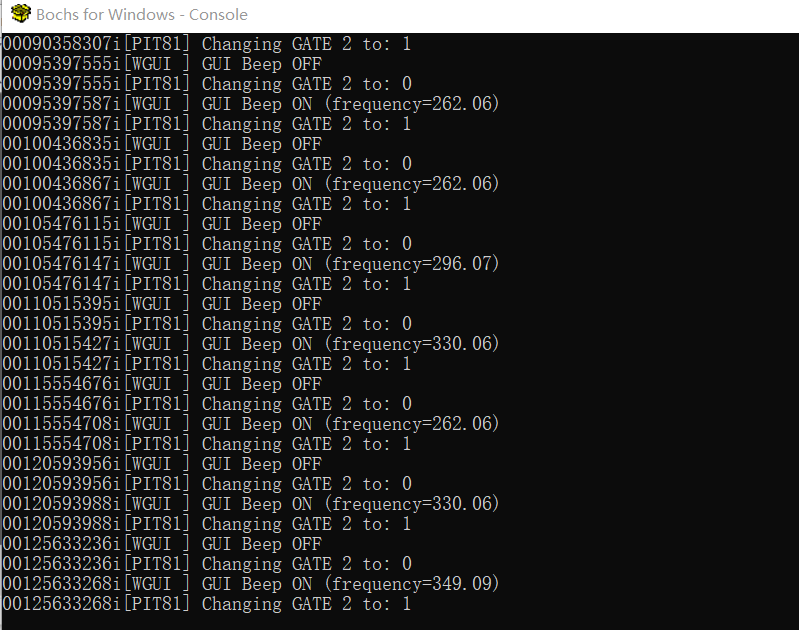 Bochs for Windows - Console
00090358307i[PIT81] Changing GATE 2 to: 1
00095397555i[WGUI ] GUI Beep OFF
00095397555i[PIT81] Changing GATE 2 to: 0
00095397587i[WGUI ] GUI Beep ON (frequency=262.06)
00095397587i[PIT81] Changing GATE 2 to: 1
00100436835i[WGUI ] GUI Beep OFF
00100436835i[PIT81] Changing GATE 2 to: 0
00100436867i[WGUI ] GUI Beep ON (frequency=262.06)
00100436867i[PIT81] Changing GATE 2 to: 1
00105476115i[WGUI ] GUI Beep OFF
00105476115i[PIT81] Changing GATE 2 to: 0
00105476147i[WGUI ] GUI Beep ON (frequency=296.07)
00105476147i[PIT81] Changing GATE 2 to: 1
00110515395i[WGUI ] GUI Beep OFF
00110515395i[PIT81] Changing GATE 2 to: 0
00110515427i[WGUI ] GUI Beep ON (frequency=330.06)
00110515427i[PIT81] Changing GATE 2 to: 1
00115554676i[WGUI ] GUI Beep OFF
00115554676i[PIT81] Changing GATE 2 to: 0
00115554708i[WGUI ] GUI Beep ON (frequency=262.06)
00115554708i[PIT81] Changing GATE 2 to: 1
00120593956i[WGUI ] GUI Beep OFF
00120593956i[PIT81] Changing GATE 2 to: 0
00120593988i[WGUI ] GUI Beep ON (frequency=330.06)
00120593988i[PIT81] Changing GATE 2 to: 1
00125633236i[WGUI ] GUI Beep OFF
00125633236i[PIT81] Changing GATE 2 to: 0
00125633268i[WGUI ] GUI Beep ON (frequency=349.09)
00125633268i[PIT81] Changing GATE 2 to: 1